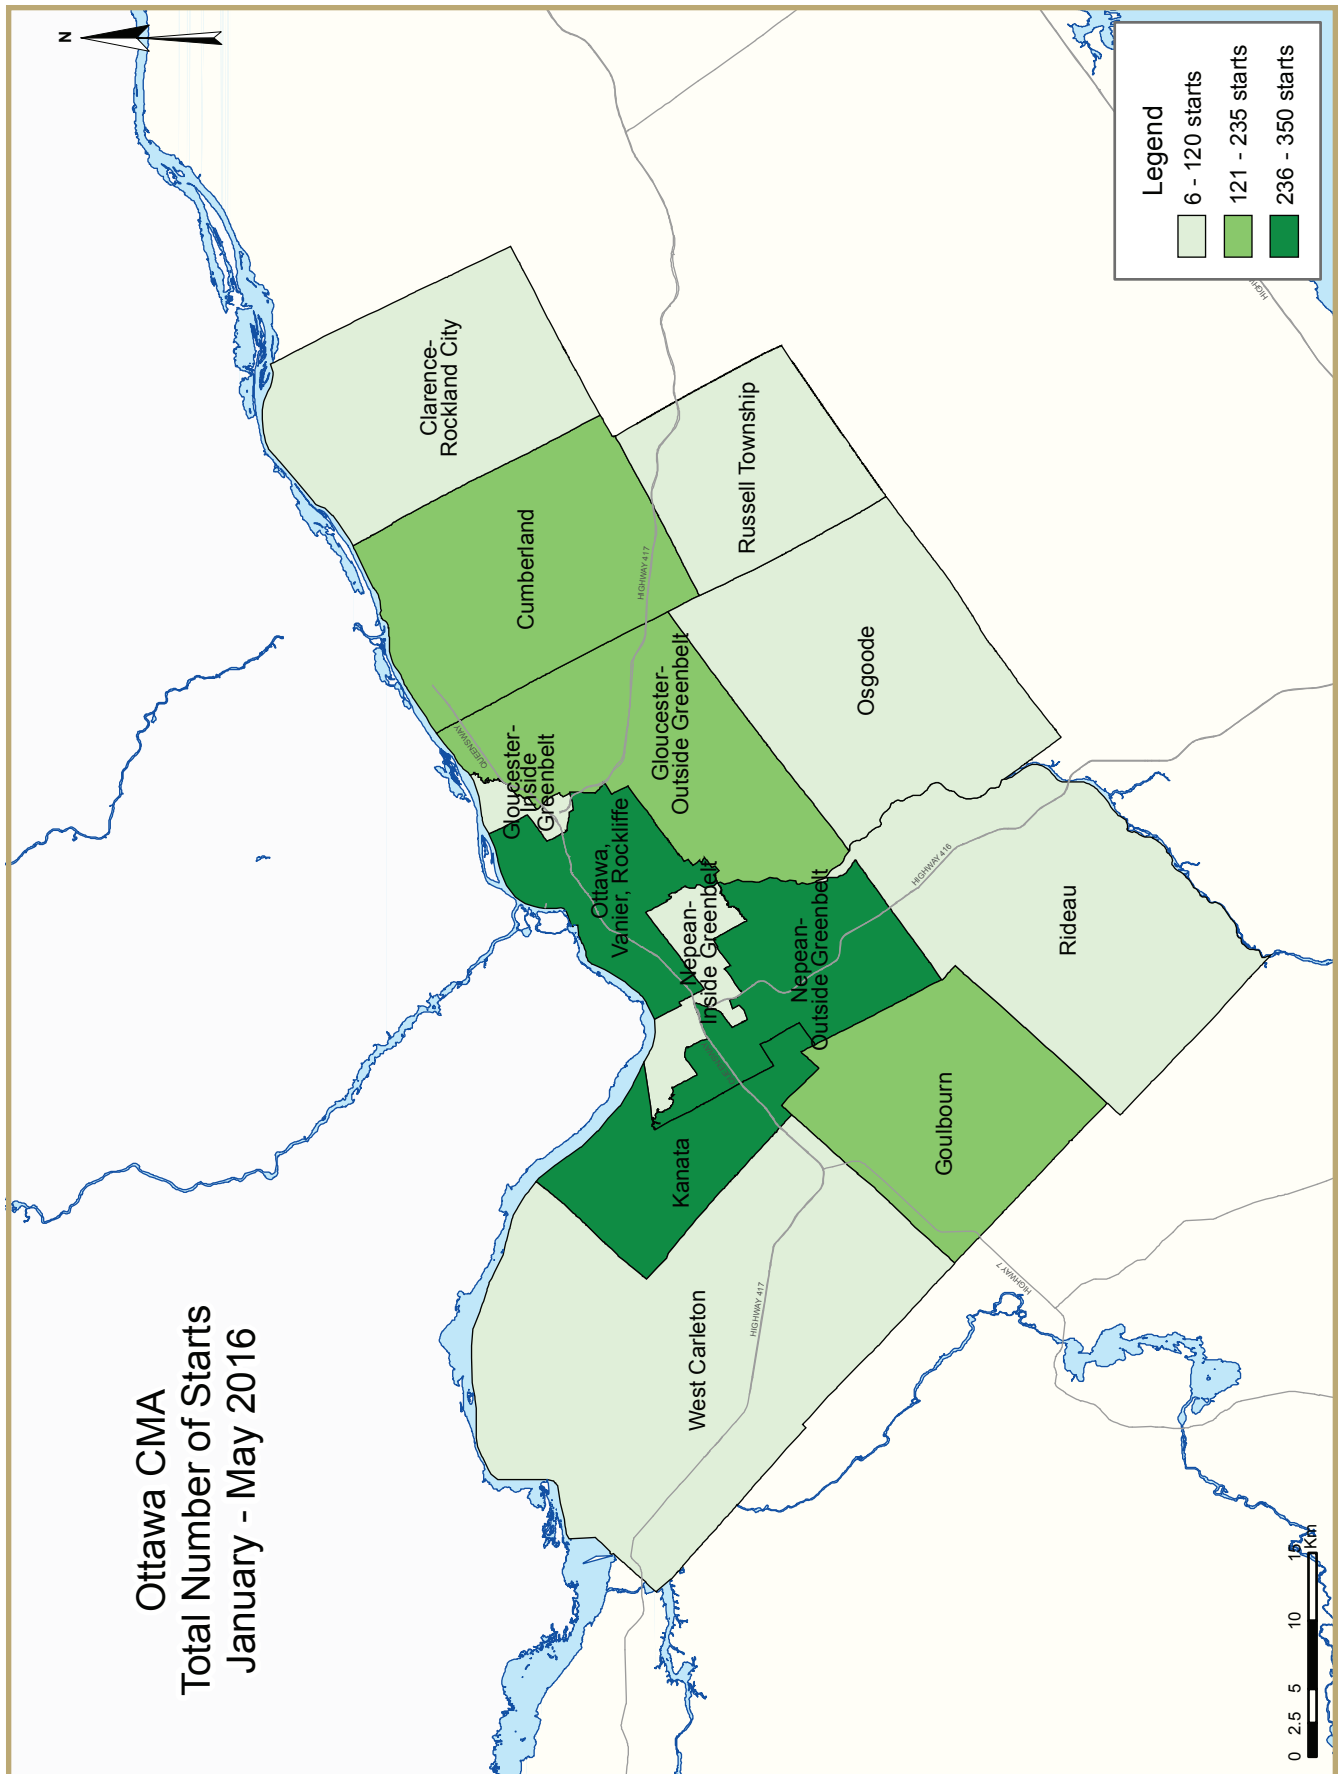 Ottawa CMA
Total Number of Starts
January - May 2016
N
Clarence-
Rockland City
Cumberland
Russell Township
QUEENSWAY
HIGHWAY 417
Gloucester-
Inside
Greenbelt
Gloucester-
Outside Greenbelt
Ottawa,
Vanier, Rockliffe
Osgoode
Nepean-
Inside Greenbelt
Nepean-
Outside Greenbelt
HIGHWAY 416
Rideau
Kanata
Goulbourn
West Carleton
HIGHWAY 417
HIGHWAY 7
Legend
6 - 120 starts
121 - 235 starts
236 - 350 starts
0 2.5 5 10 15
Km